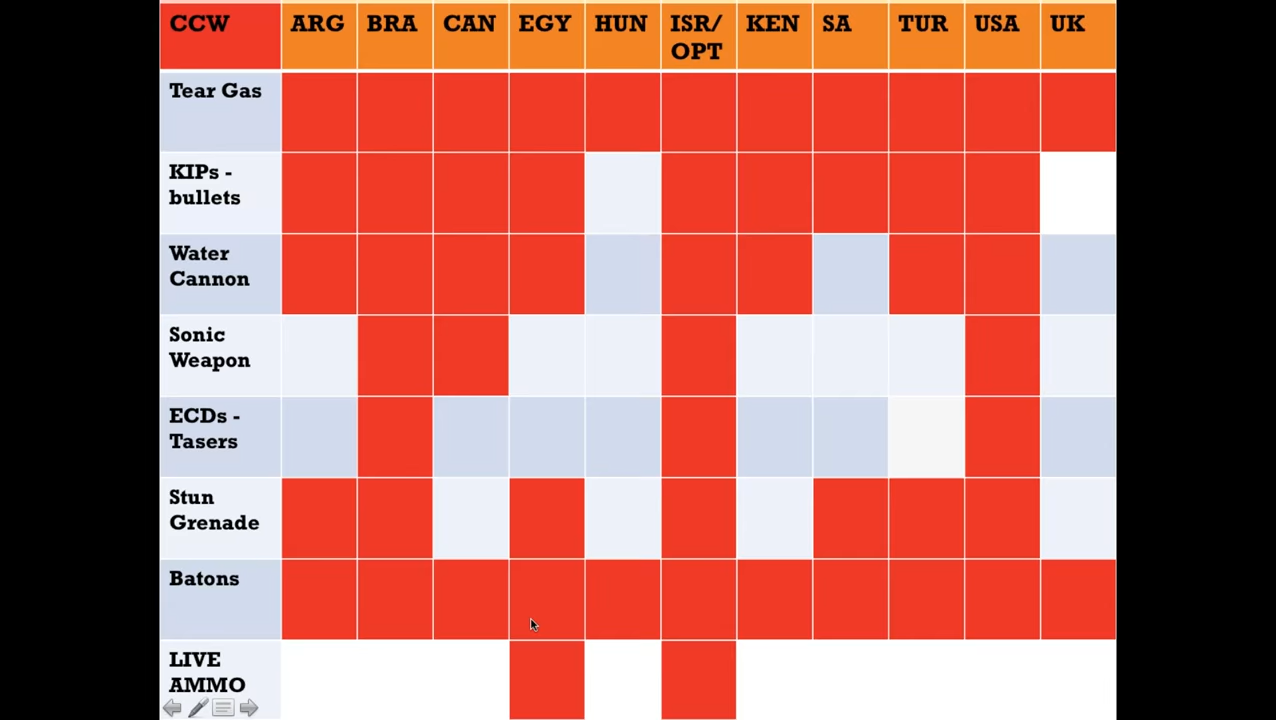 CCW ARG BRA CAN EGY HUN ISR/ KEN SA TUR USA UK
OPT
Tear Gas
KIPs -
bullets
Water
Cannon
Sonic
Weapon
ECDs -
Tasers
Stun
Grenade
Batons
LIVE
AMMO